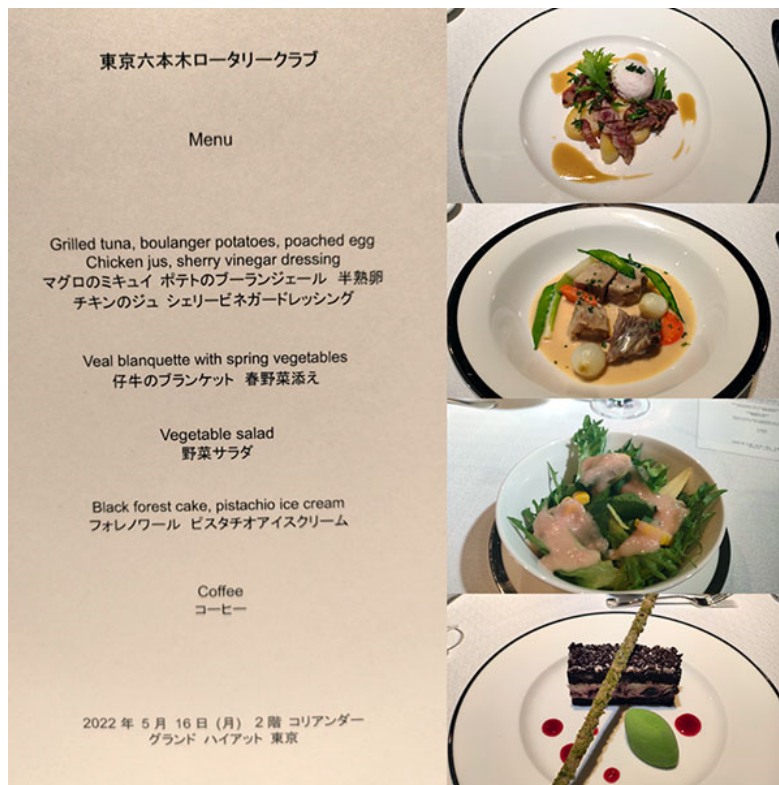 東京六本木ロータリークラブ
Menu
Grilled tuna, boulanger potatoes, poached egg
Chicken jus, sherry vinegar dressing
マグロのミキュイ ポテトのブーランジェール 半熟卵
チキンのジュ シェリービネガードレッシング
Veal blanquette with spring vegetables
仔牛のブランケット 春野菜添え
Vegetable salad
野菜サラダ
Black forest cake, pistachio ice cream
フォレノワール ピスタチオアイスクリーム
Coffee
コーヒー
2022 年 5 月 16 日 (月) 2 階 コリアンダー
グランド ハイアット 東京